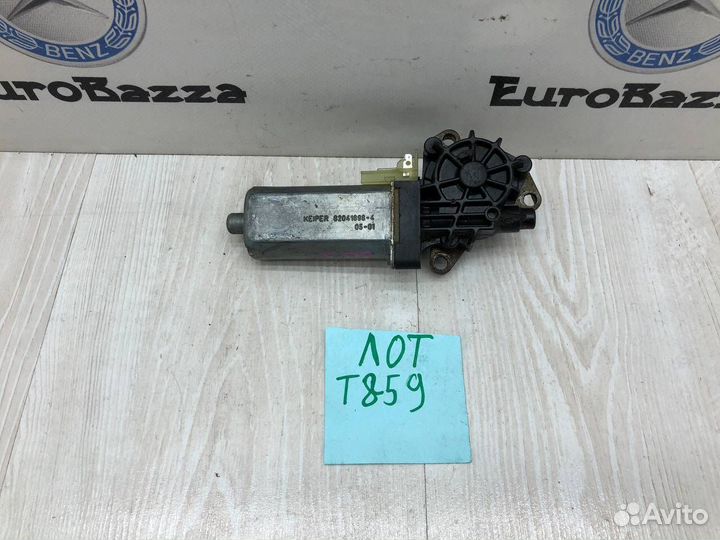 BENZ
BENZ
EuroBazza
EuroBazza
KEIPER 82041698-4
05-01
ЛОТ
Т859
Avito